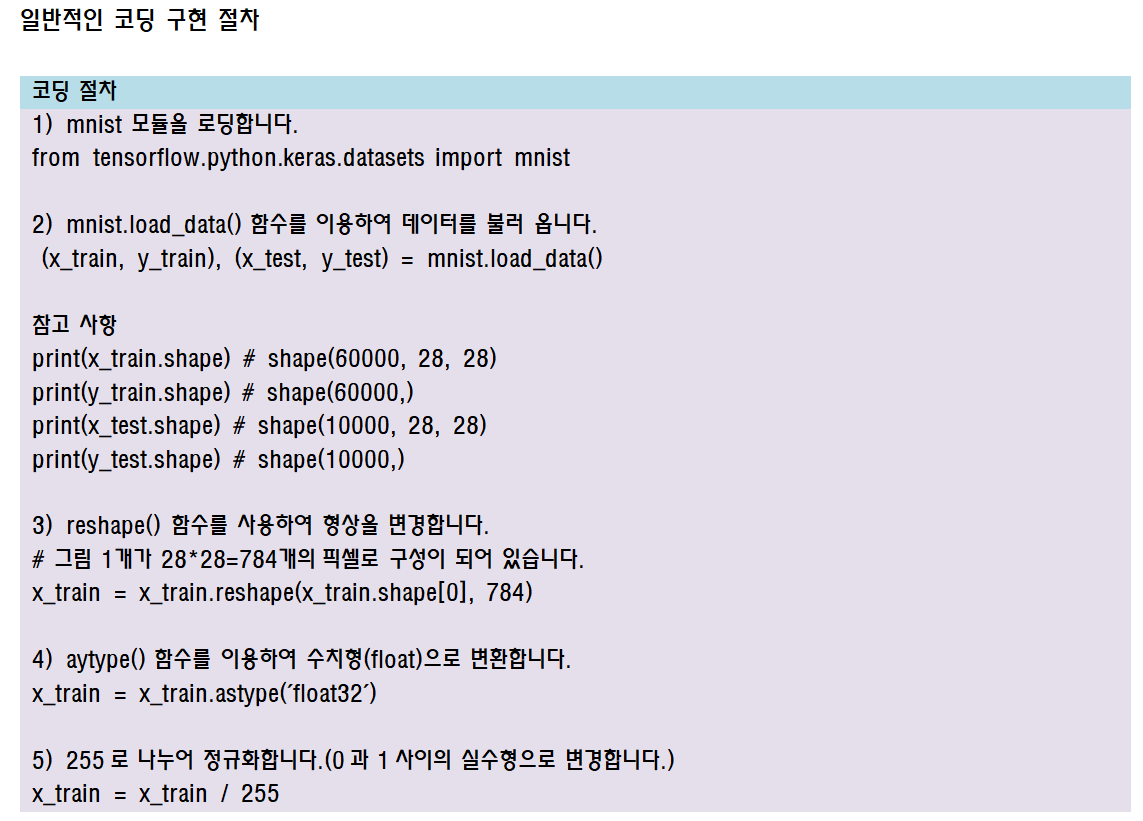 일반적인 코딩 구현 절차
코딩 절차
1) mnist 모듈을 로딩합니다.
from tensorflow.python.keras.datasets import mnist
2) mnist.load_data() 함수를 이용하여 데이터를 불러 옵니다.
(x_train, y_train), (x_test, y_test) = mnist.load_data()
참고 사항
print(x_train.shape) # shape(60000, 28, 28)
print(y_train.shape) # shape(60000,)
print(x_test.shape) # shape(10000, 28, 28)
print(y_test.shape) # shape(10000,)
3) reshape() 함수를 사용하여 형상을 변경합니다.
# 그림 1개가 28*28=784개의 픽셀로 구성이 되어 있습니다.
x_train = x_train.reshape(x_train.shape[0], 784)
4) aytype() 함수를 이용하여 수치형(float)으로 변환합니다.
x_train = x_train.astype(′float32′)
5) 255로 나누어 정규화합니다.(0과 1사이의 실수형으로 변경합니다.)
x_train = x_train / 255